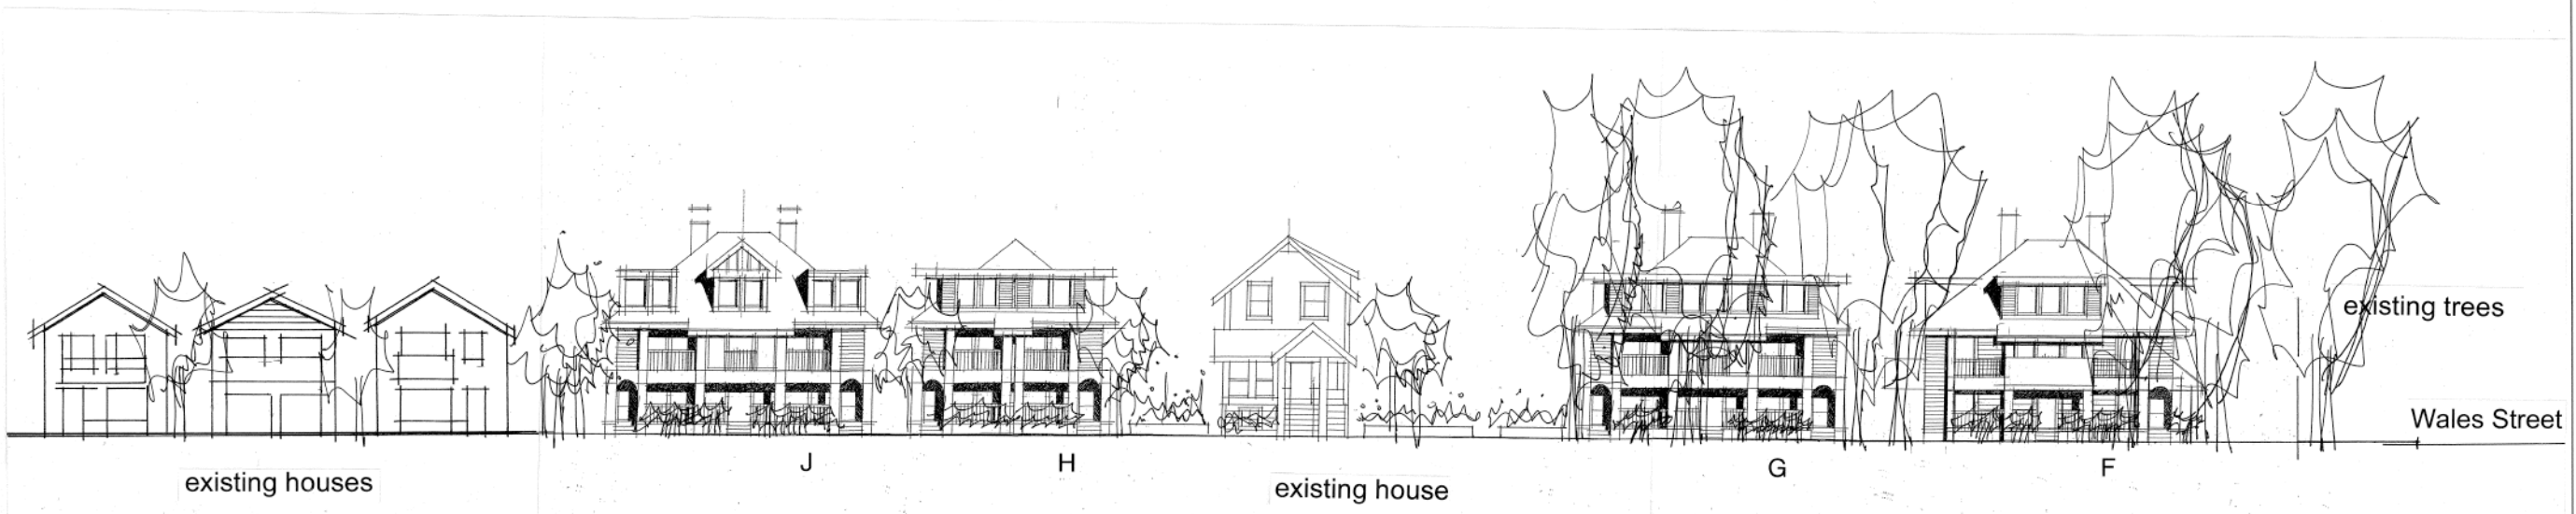 existing trees
Wales Street
J
H
G
F
existing houses
existing house